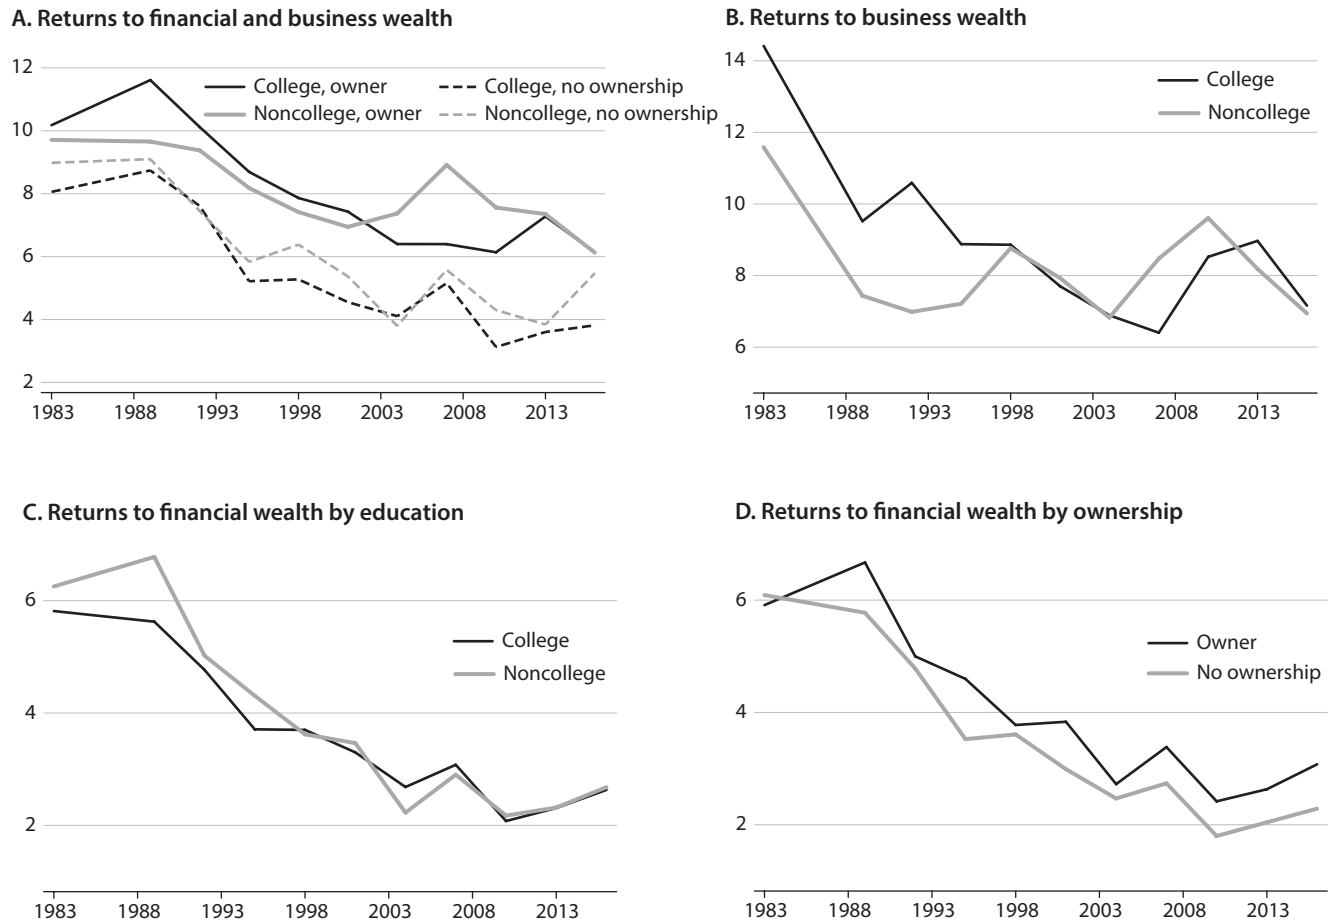 A. Returns to financial and business wealth
12
10
8
6
4
2
College, owner
College, no ownership
Noncollege, owner
Noncollege, no ownership
1983 1988 1993 1998 2003 2008 2013
B. Returns to business wealth
14
12
10
8
6
College
Noncollege
1983 1988 1993 1998 2003 2008 2013
C. Returns to financial wealth by education
6
4
2
College
Noncollege
1983 1988 1993 1998 2003 2008 2013
D. Returns to financial wealth by ownership
6
4
2
Owner
No ownership
1983 1988 1993 1998 2003 2008 2013